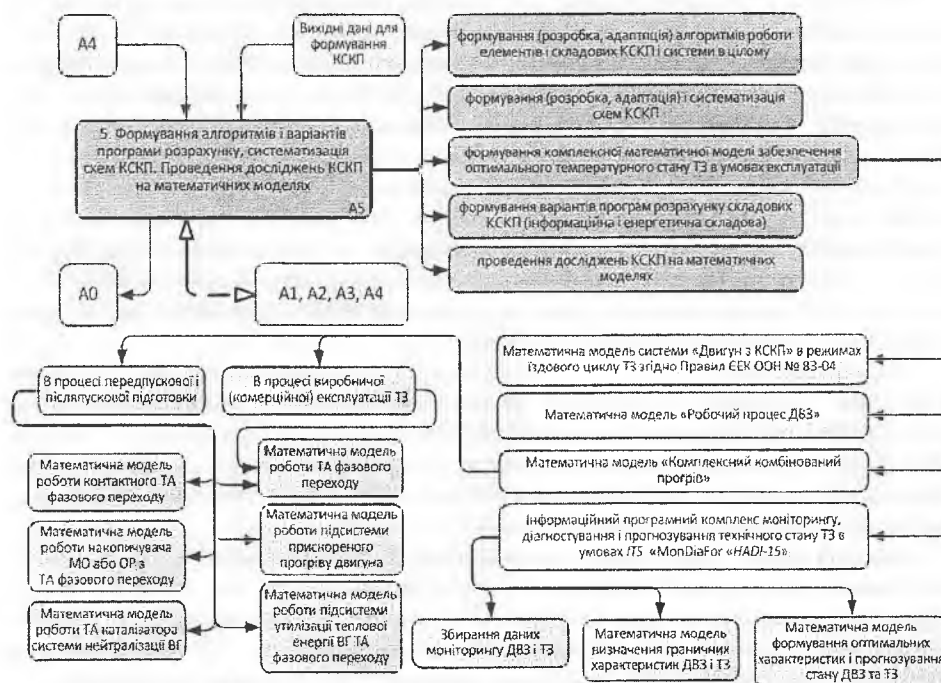 А4
Вихідні дані для
формування
КСКП
формування (розробка, адаптація) алгоритмів роботи
елементів і складових КСКП і системи в цілому
формування (розробка, адаптація) і систематизація
схем КСКП
5. Формування алгоритмів і варіантів
програми розрахунку, систематизація
схем КСКП. Проведення досліджень КСКП
на математичних моделях
А5
формування комплексної математичної моделі забезпечення
оптимального температурного стану ТЗ в умовах експлуатації
формування варіантів програм розрахунку складових
КСКП (інформаційна і енергетична складова)
проведення досліджень КСКП на математичних
моделях
А0
А1, А2, А3, А4
В процесі передпускової і
післяпускової підготовки
В процесі виробничої
(комерційної) експлуатації ТЗ
Математична модель системи «Двигун з КСКП» в режимах
їздового циклу ТЗ згідно Правил ЄЕК ООН № 83-04
Математична модель «Робочий процес ДВЗ»
Математична модель «Комплексний комбінований
прогрів»
Інформаційний програмний комплекс моніторингу,
діагностування і прогнозування технічного стану ТЗ в
умовах ITS «MonDiaFor «HADI-15»
Математична модель
роботи контактного ТА
фазового переходу
Математична модель
роботи ТА фазового
переходу
Математична модель
роботи накопичувача
МО або ОР з
ТА фазового переходу
Математична модель
роботи підсистеми
прискореного
прогріву двигуна
Математична модель
роботи ТА каталізатора
системи нейтралізації ВГ
Математична модель
роботи підсистеми
утилізації теплової
енергії ВГ ТА
фазового переходу
Збирання даних
моніторингу ДВЗ і ТЗ
Математична модель
визначення граничних
характеристик ДВЗ і ТЗ
Математична модель
формування оптимальних
характеристик і прогнозування
стану ДВЗ та ТЗ